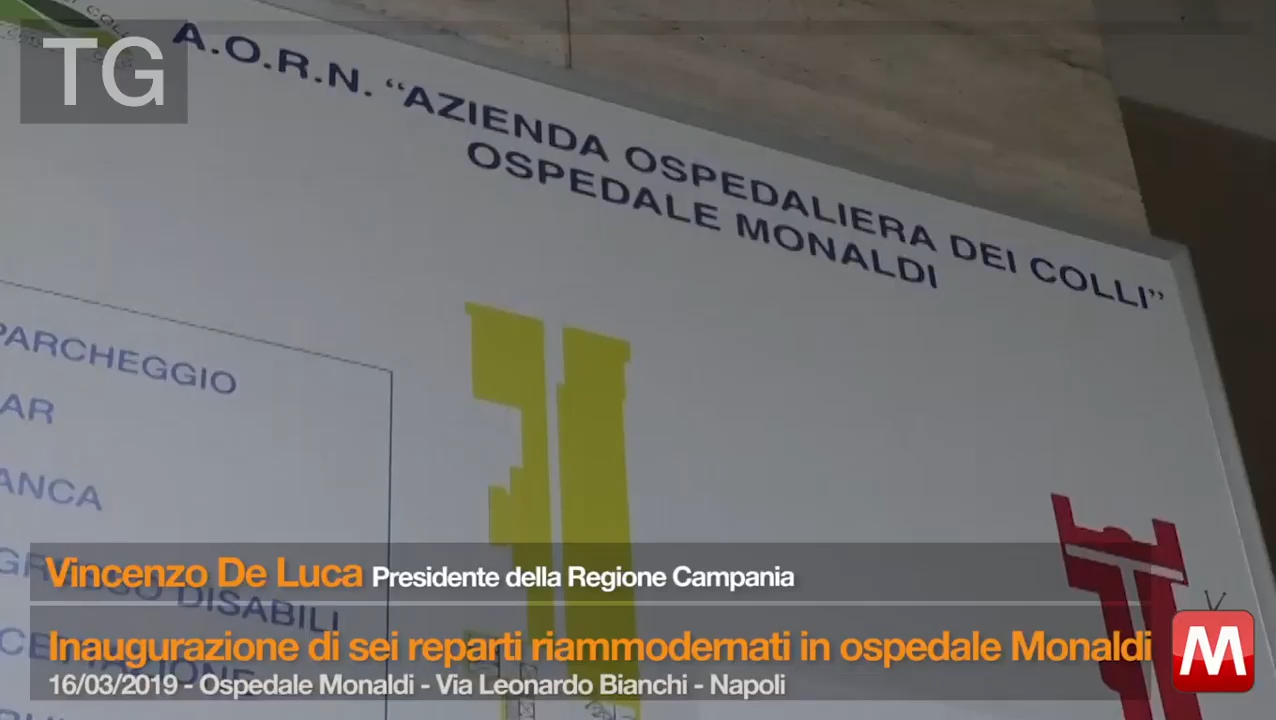 TG
A.O.R.N. “AZIENDA OSPEDALIERA DEI COLLI”
OSPEDALE MONALDI
PARCHEGGIO
AR
ANCA
DISABILI
Vincenzo De Luca Presidente della Regione Campania
Inaugurazione di sei reparti riammodernati in ospedale Monaldi
16/03/2019 - Ospedale Monaldi - Via Leonardo Bianchi - Napoli
M